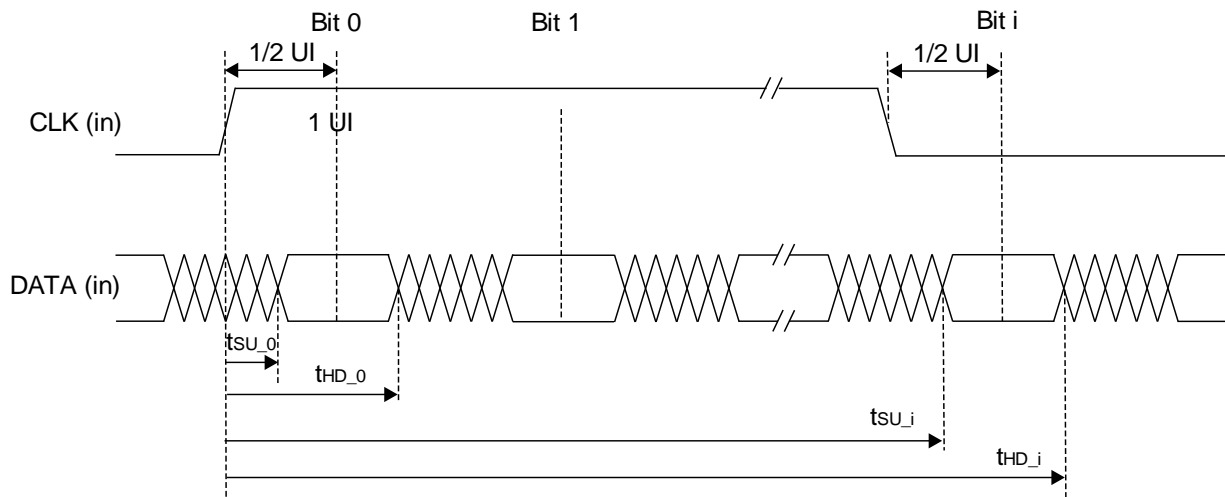 Bit 0
Bit 1
Bit i
1/2 UI
1/2 UI
CLK (in)
1 UI
DATA (in)
tSU_0
tHD_0
tSU_i
tHD_i